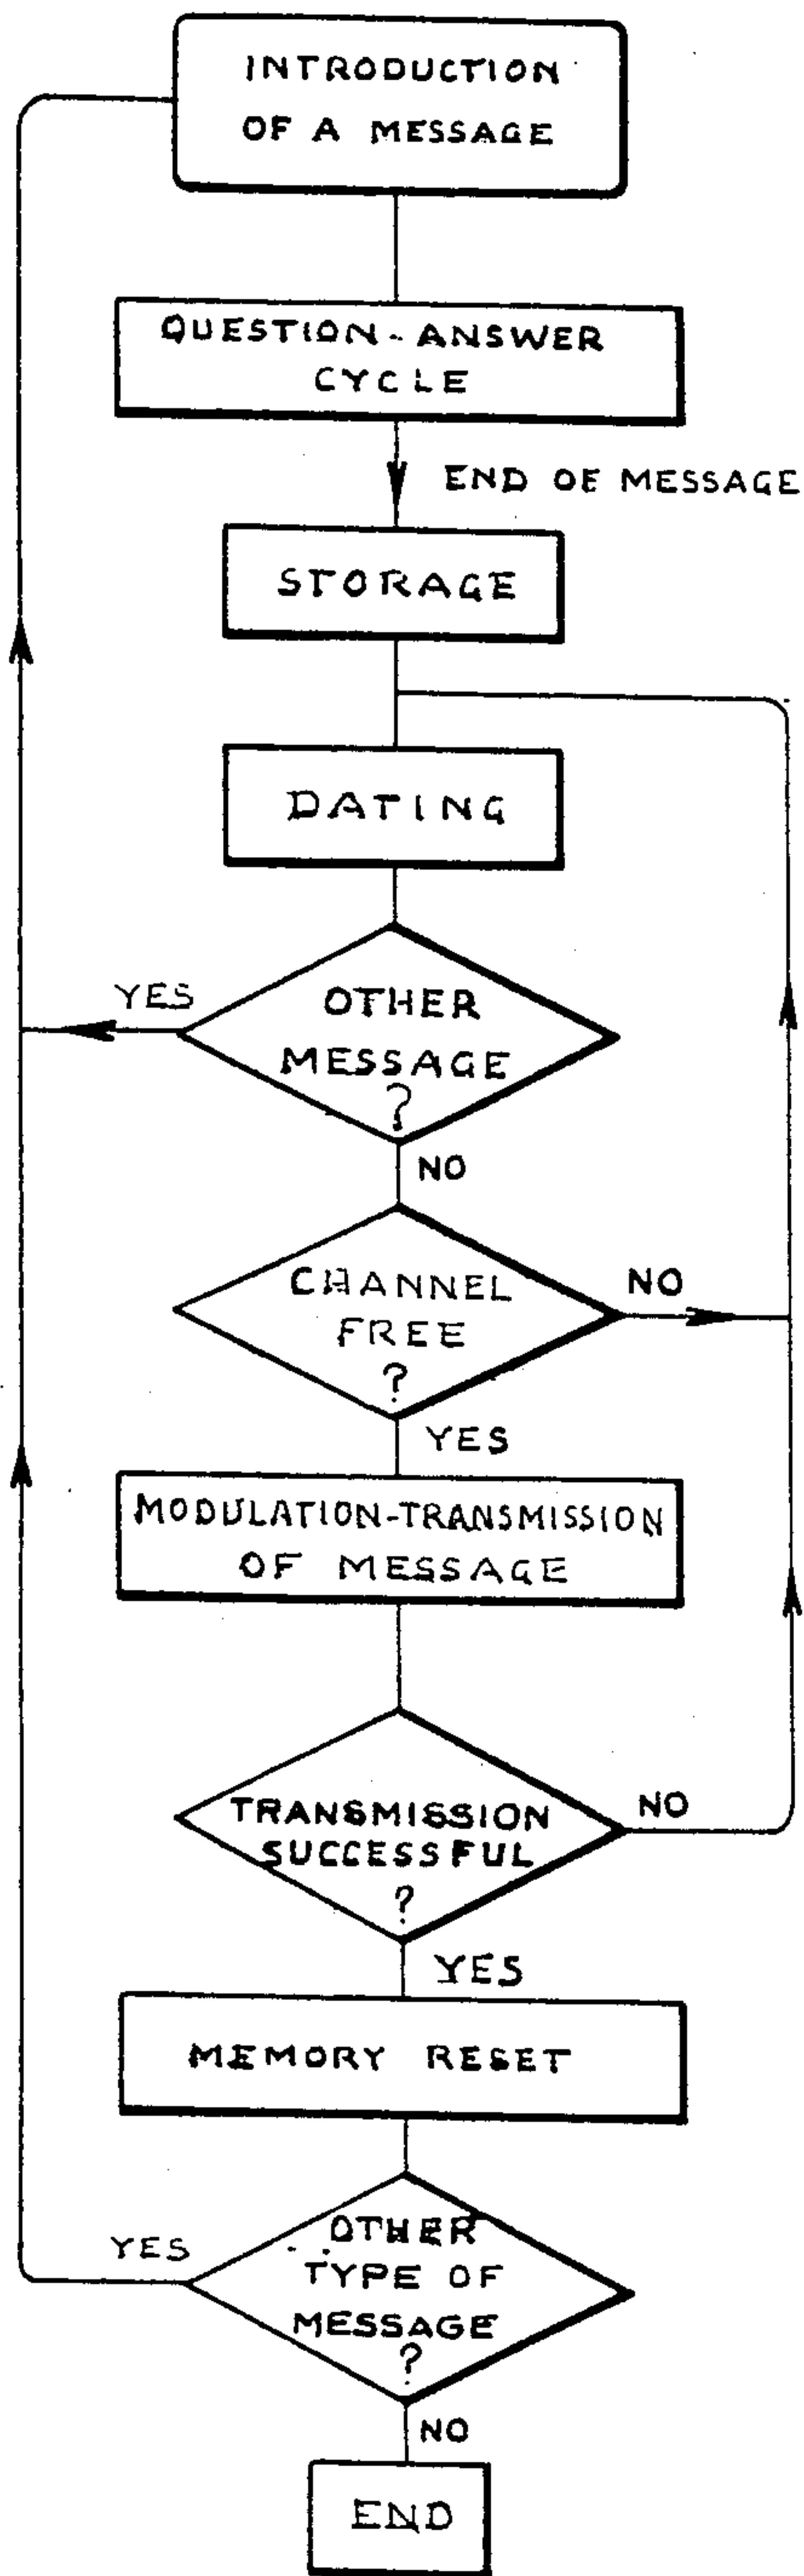 INTRODUCTION
OF A MESSAGE
QUESTION-ANSWER
CYCLE
END OF MESSAGE
STORAGE
DATING
YES
OTHER
MESSAGE
?
NO
CHANNEL
FREE
?
NO
YES
MODULATION-TRANSMISSION
OF MESSAGE
TRANSMISSION
SUCCESSFUL
?
NO
YES
MEMORY RESET
YES
OTHER
TYPE OF
MESSAGE
?
NO
END